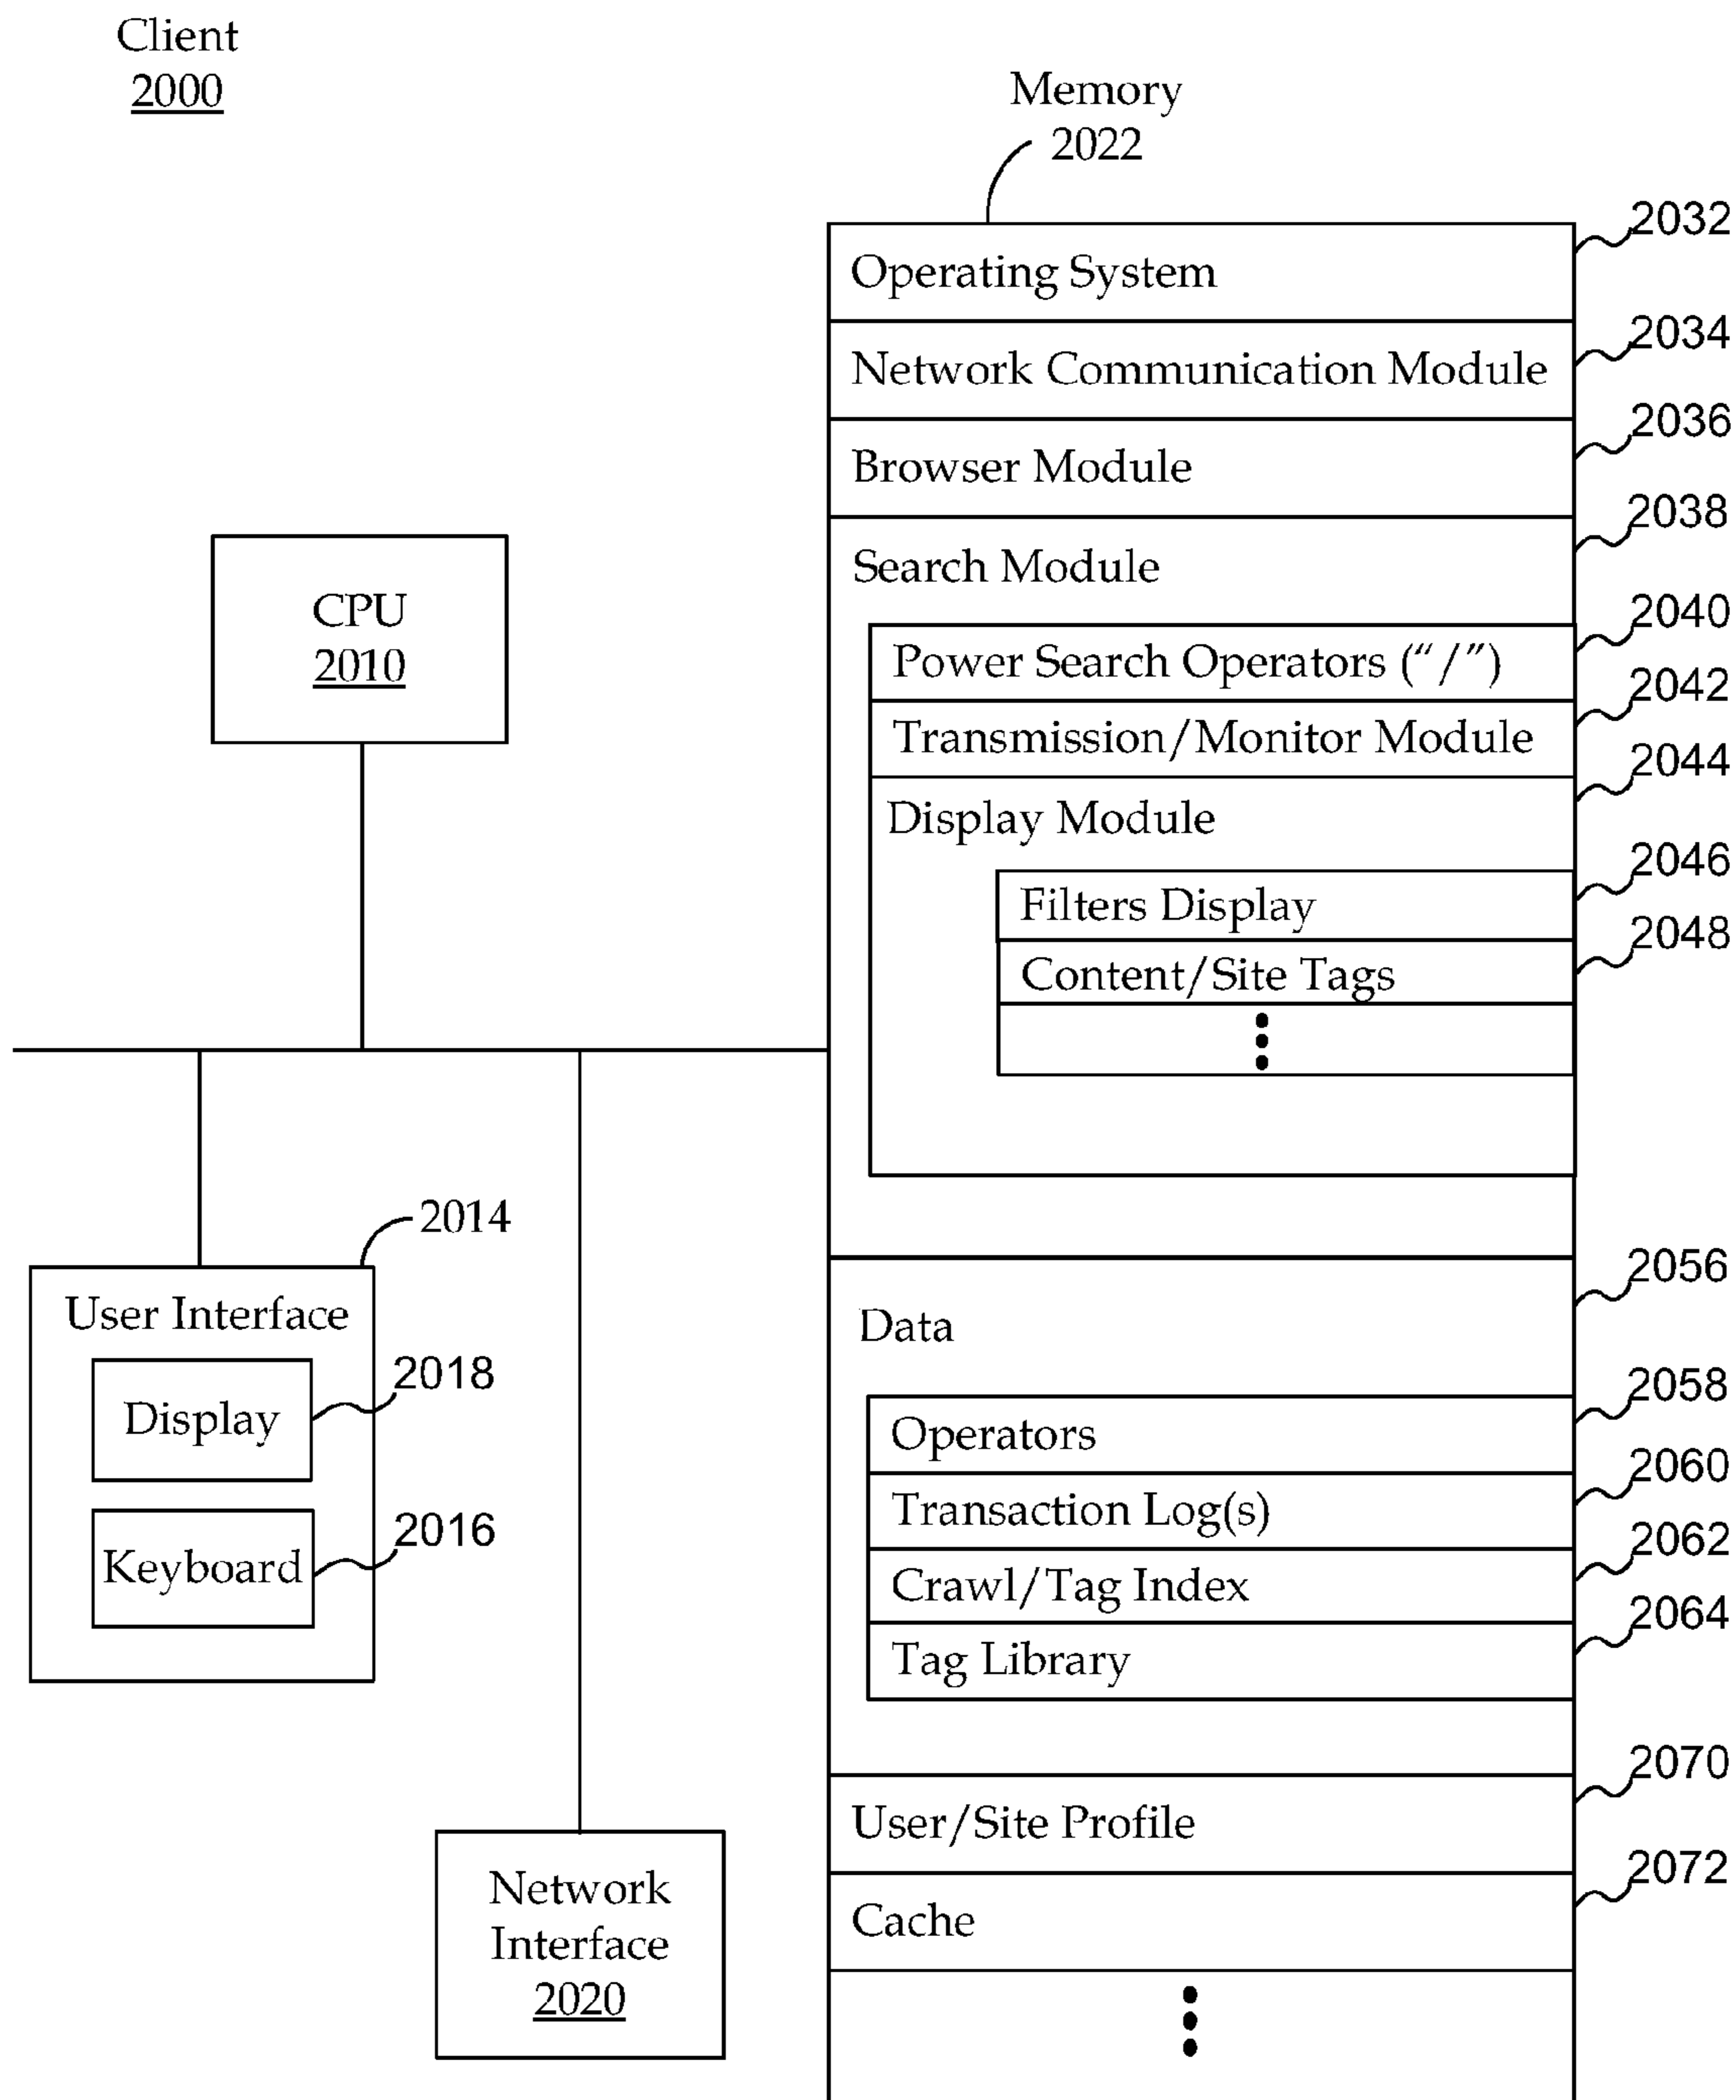 Client
2000
Memory
2022
Operating System
2032
Network Communication Module
2034
Browser Module
2036
Search Module
2038
Power Search Operators (“/”)
2040
Transmission/Monitor Module
2042
Display Module
2044
Filters Display
2046
Content/Site Tags
2048
CPU
2010
2014
User Interface
Display
2018
Keyboard
2016
Network
Interface
2020
Data
2056
Operators
2058
Transaction Log(s)
2060
Crawl/Tag Index
2062
Tag Library
2064
User/Site Profile
2070
Cache
2072